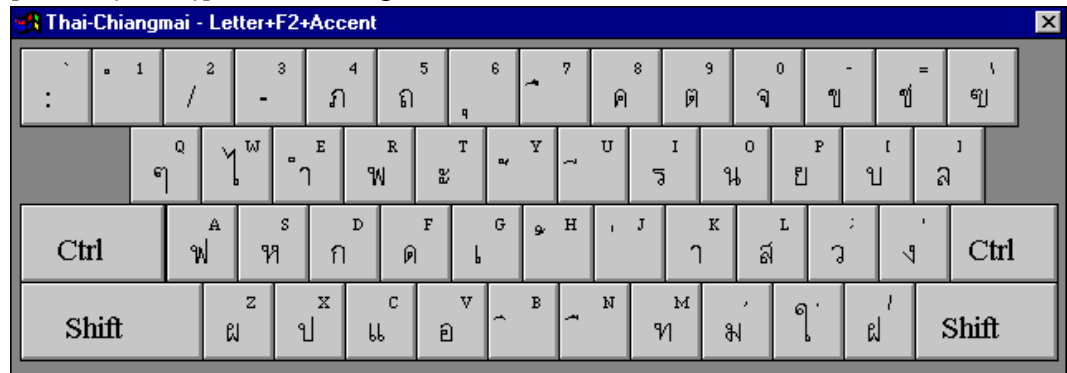 Thai-Chiangmai - Letter+F2+Accent
` : 1 ํ 2 / 3 - 4 ภ 5 ถ 6 ุ 7 ึ 8 ค 9 ต 0 จ - ข = ช \ ฃ
Q ๆ W ไ E ำ R พ T ะ Y ั U ี I ร O น P ย [ บ ] ล
Ctrl A ฟ S ห D ก F ด G เ H ้ J ่ K า L ส ; ว ' ง Ctrl
Shift Z ผ X ป C แ V อ B ิ N ื M ท , ม . ใ / ฝ Shift